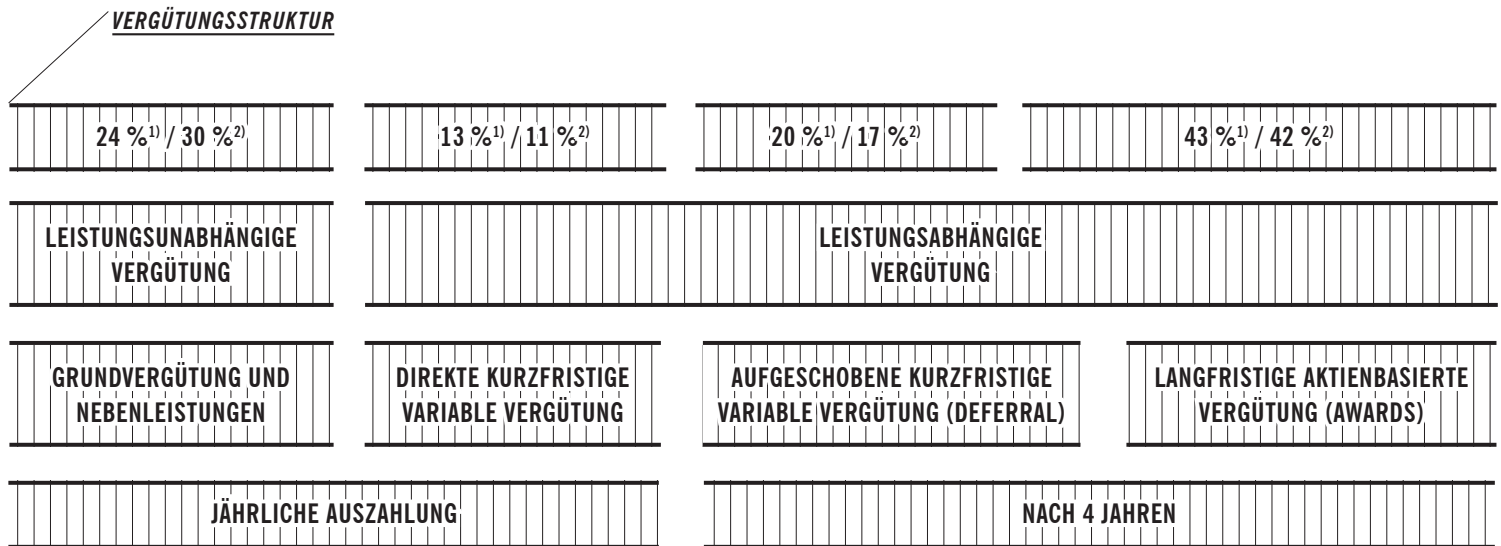 VERGÜTUNGSSTRUKTUR
24 %¹⁾ / 30 %²⁾
13 %¹⁾ / 11 %²⁾
20 %¹⁾ / 17 %²⁾
43 %¹⁾ / 42 %²⁾
LEISTUNGSUNABHÄNGIGE
VERGÜTUNG
LEISTUNGSABHÄNGIGE
VERGÜTUNG
GRUNDVERGÜTUNG UND
NEBENLEISTUNGEN
DIREKTE KURZFRISTIGE
VARIABLE VERGÜTUNG
AUFGESCHOBENE KURZFRISTIGE
VARIABLE VERGÜTUNG (DEFERRAL)
LANGFRISTIGE AKTIENBASIERTE
VERGÜTUNG (AWARDS)
JÄHRLICHE AUSZAHLUNG
NACH 4 JAHREN